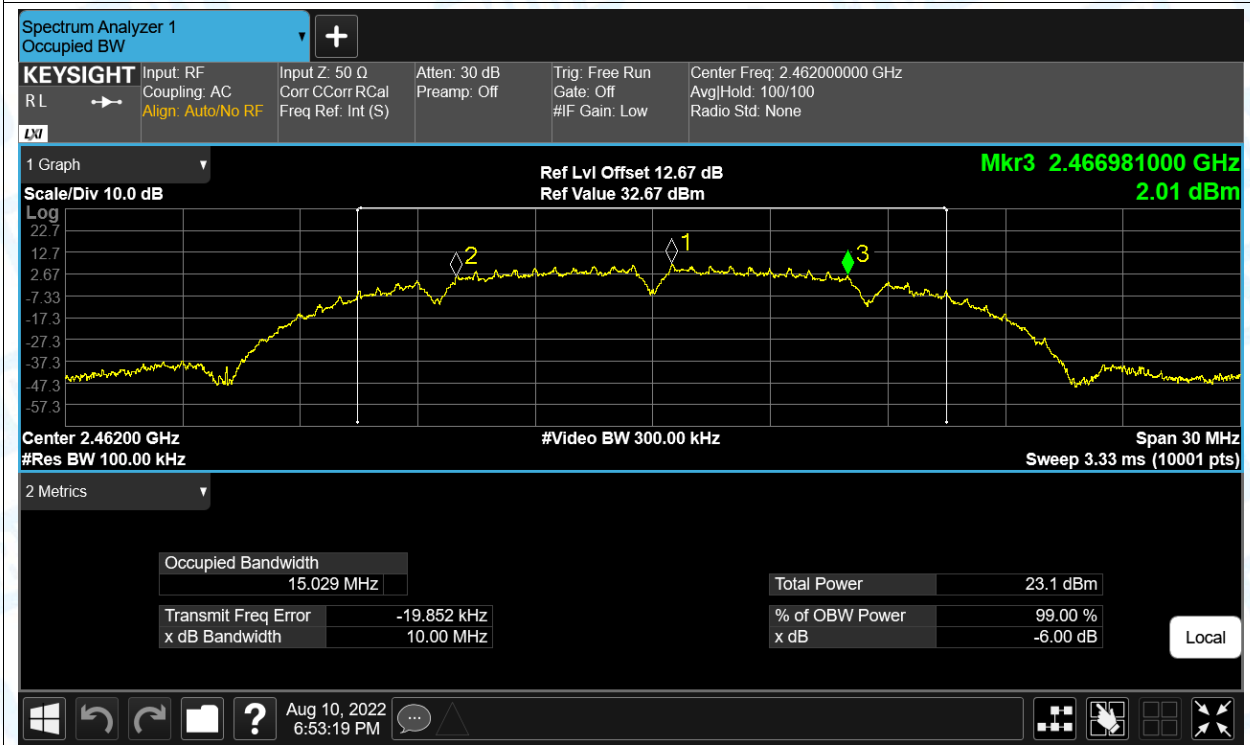 Spectrum Analyzer 1
Occupied BW
KEYSIGHT
R L
LXI
Input: RF
Coupling: AC
Align: Auto/No RF
Input Z: 50 Ω
Corr CCorr RCal
Freq Ref: Int (S)
Atten: 30 dB
Preamp: Off
Trig: Free Run
Gate: Off
#IF Gain: Low
Center Freq: 2.462000000 GHz
Avg|Hold: 100/100
Radio Std: None
1 Graph
Scale/Div 10.0 dB
Ref Lvl Offset 12.67 dB
Ref Value 32.67 dBm
Mkr3 2.466981000 GHz
2.01 dBm
Log
22.7
12.7
2.67
-7.33
-17.3
-27.3
-37.3
-47.3
-57.3
2
1
3
Center 2.46200 GHz
#Res BW 100.00 kHz
#Video BW 300.00 kHz
Span 30 MHz
Sweep 3.33 ms (10001 pts)
2 Metrics
Occupied Bandwidth
15.029 MHz
Transmit Freq Error -19.852 kHz
x dB Bandwidth 10.00 MHz
Total Power 23.1 dBm
% of OBW Power 99.00 %
x dB -6.00 dB
Local
?
Aug 10, 2022
6:53:19 PM